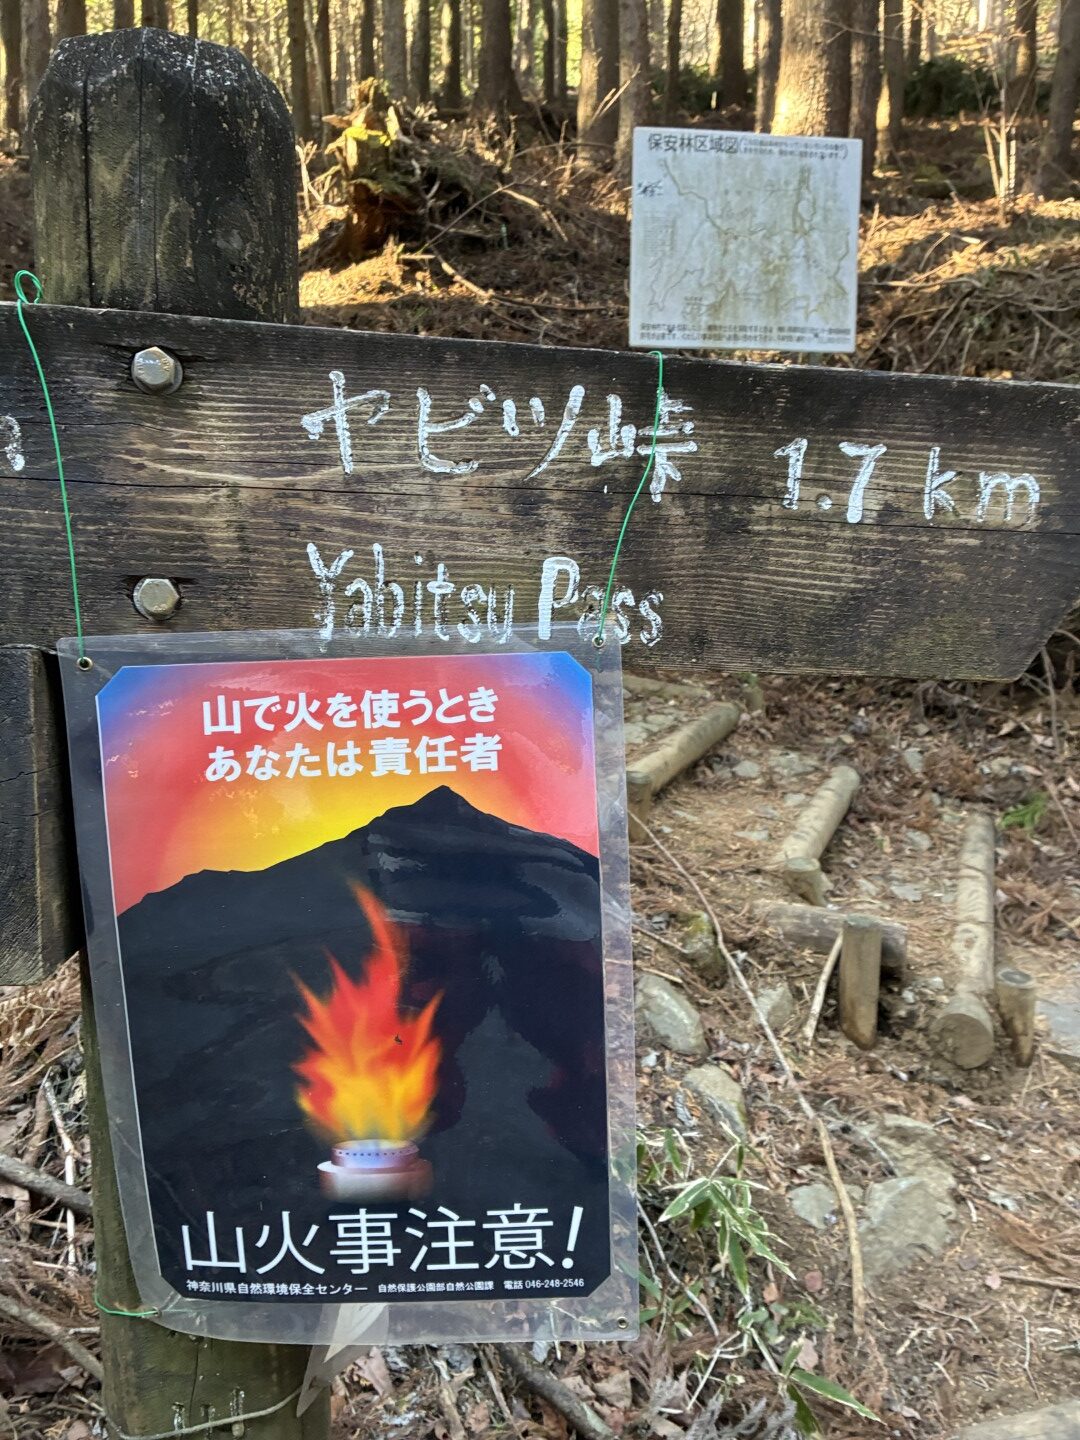 保安林区域図
ヤビツ峠 1.7 km
Yabitsu Pass
山で火を使うとき
あなたは責任者
山火事注意!
神奈川県自然環境保全センター 自然保護公園部自然公園課 電話 046-248-2546